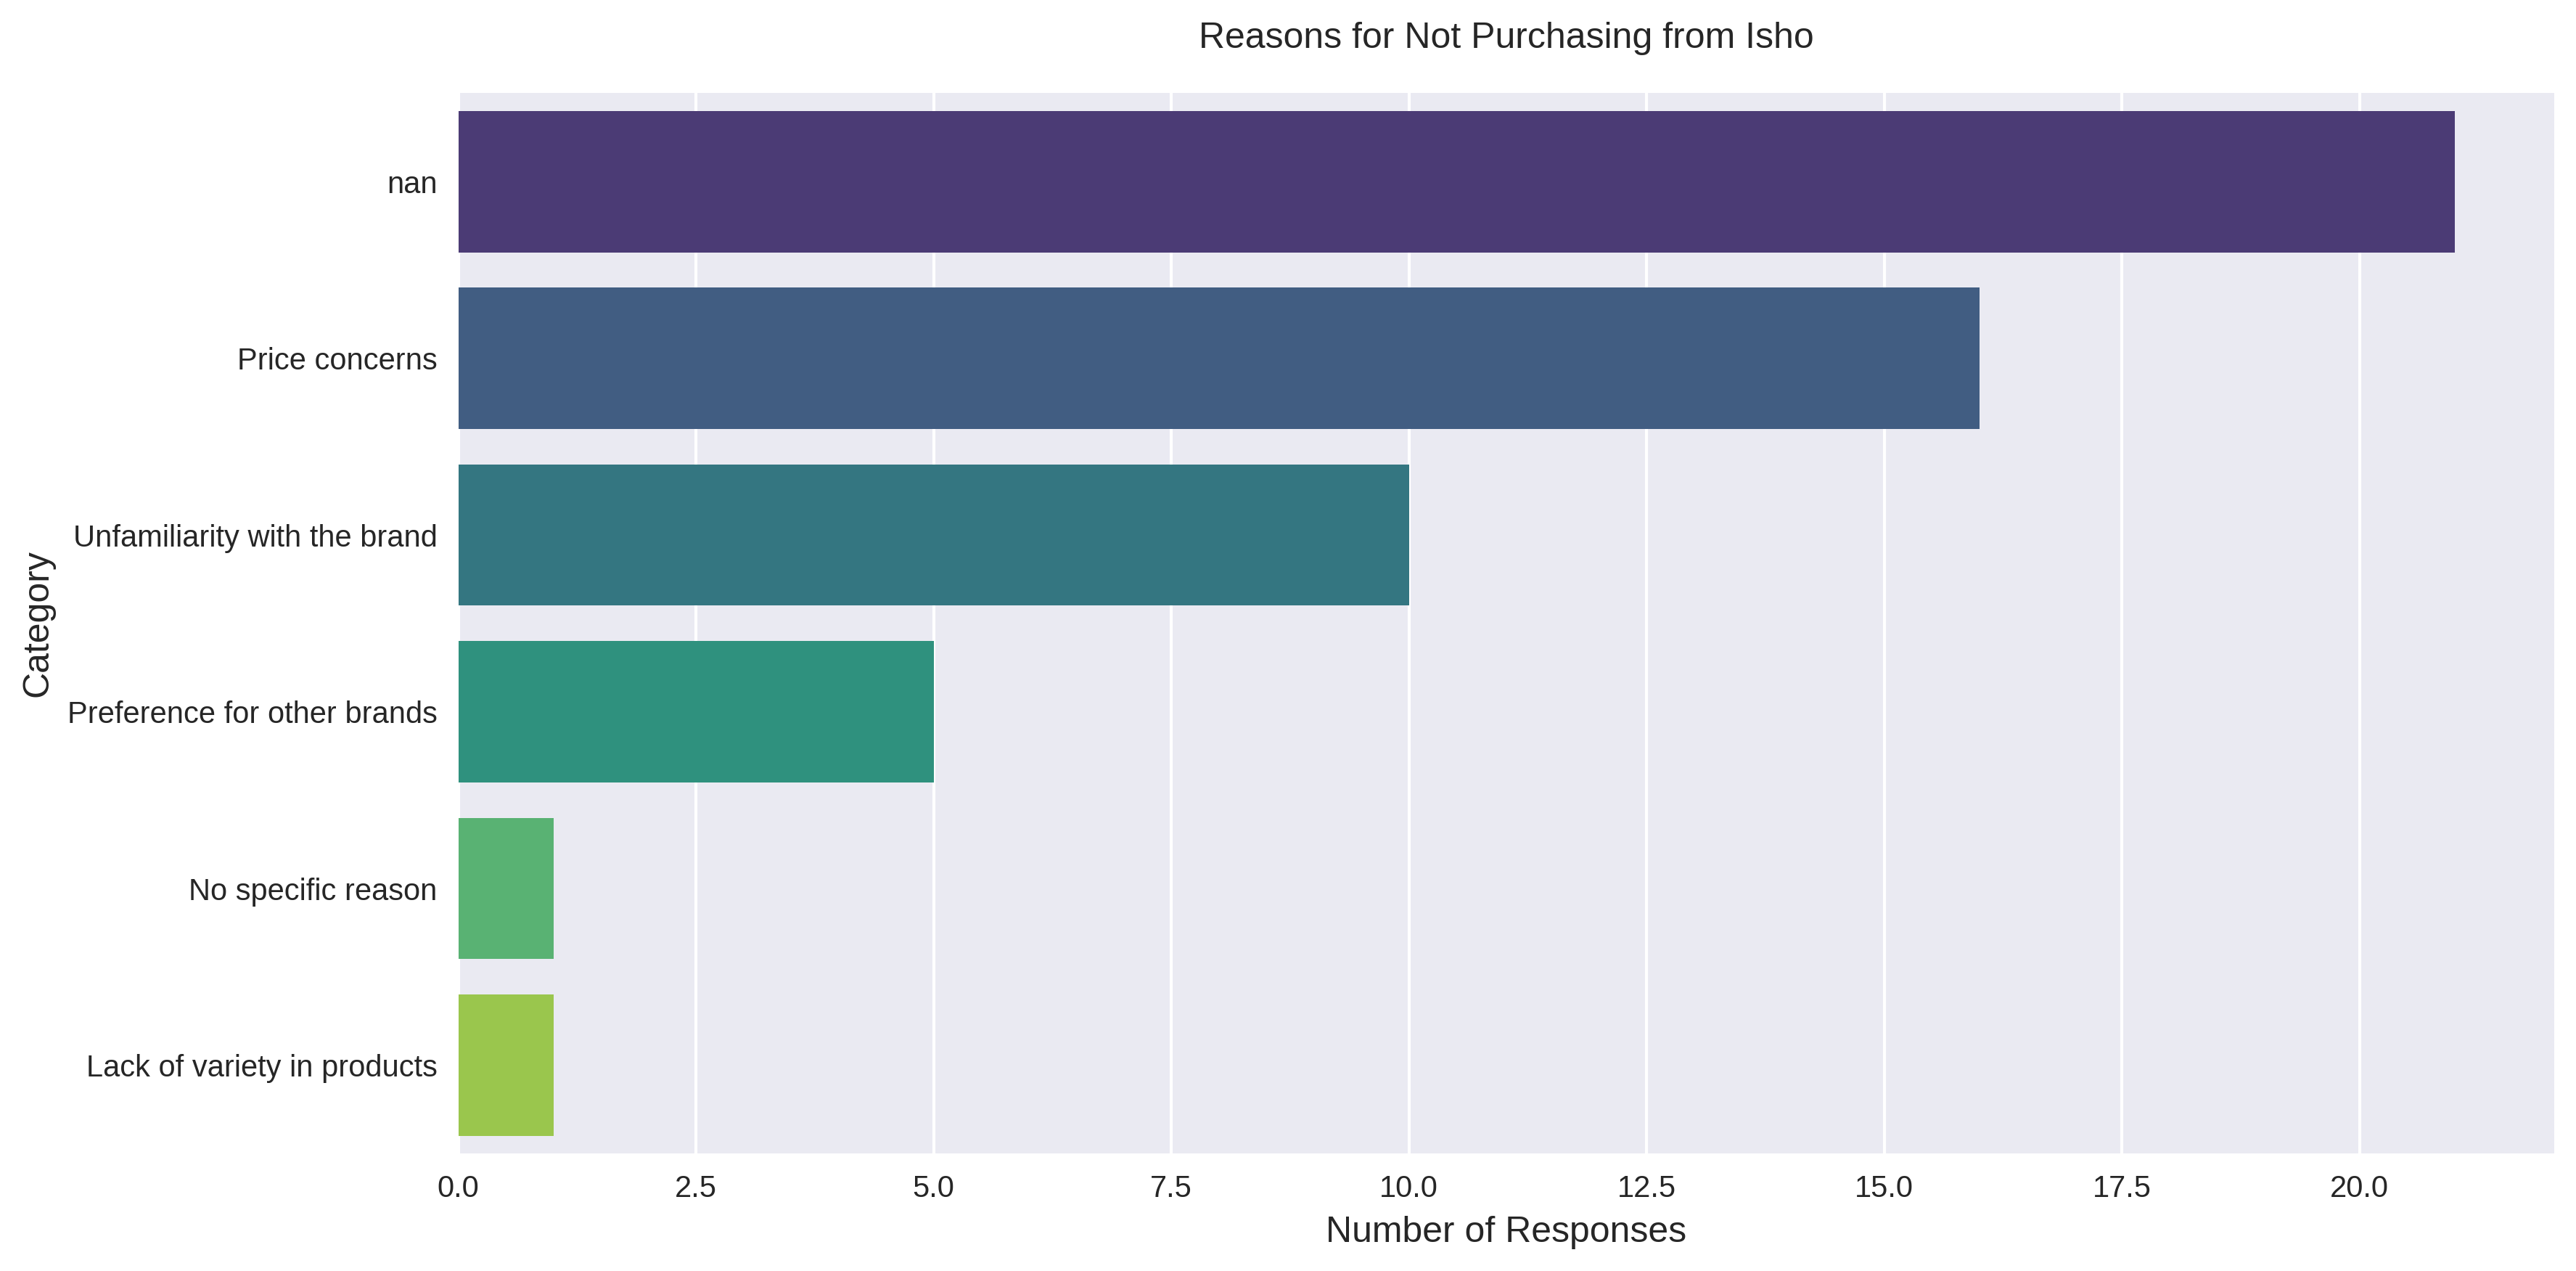 Reasons for Not Purchasing from Isho
nan
Price concerns
Unfamiliarity with the brand
Preference for other brands
No specific reason
Lack of variety in products
Category
0.0 2.5 5.0 7.5 10.0 12.5 15.0 17.5 20.0
Number of Responses